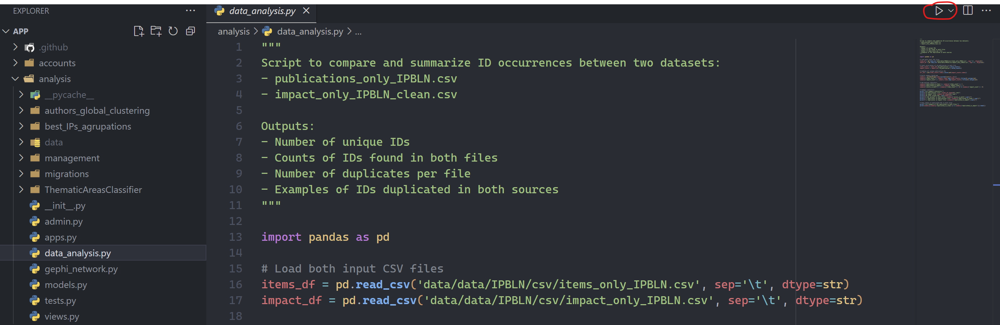 EXPLORER
APP
.github
accounts
analysis
__pycache__
authors_global_clustering
best_IPs_agrupations
data
management
migrations
ThematicAreasClassifier
__init__.py
admin.py
apps.py
data_analysis.py
gephi_network.py
models.py
tests.py
views.py
data_analysis.py
analysis > data_analysis.py > ...
1 """
2 Script to compare and summarize ID occurrences between two datasets:
3 - publications_only_IPBLN.csv
4 - impact_only_IPBLN_clean.csv
5
6 Outputs:
7 - Number of unique IDs
8 - Counts of IDs found in both files
9 - Number of duplicates per file
10 - Examples of IDs duplicated in both sources
11 """
12
13 import pandas as pd
14
15 # Load both input CSV files
16 items_df = pd.read_csv('data/data/IPBLN/csv/items_only_IPBLN.csv', sep='\t', dtype=str)
17 impact_df = pd.read_csv('data/data/IPBLN/csv/impact_only_IPBLN.csv', sep='\t', dtype=str)
18